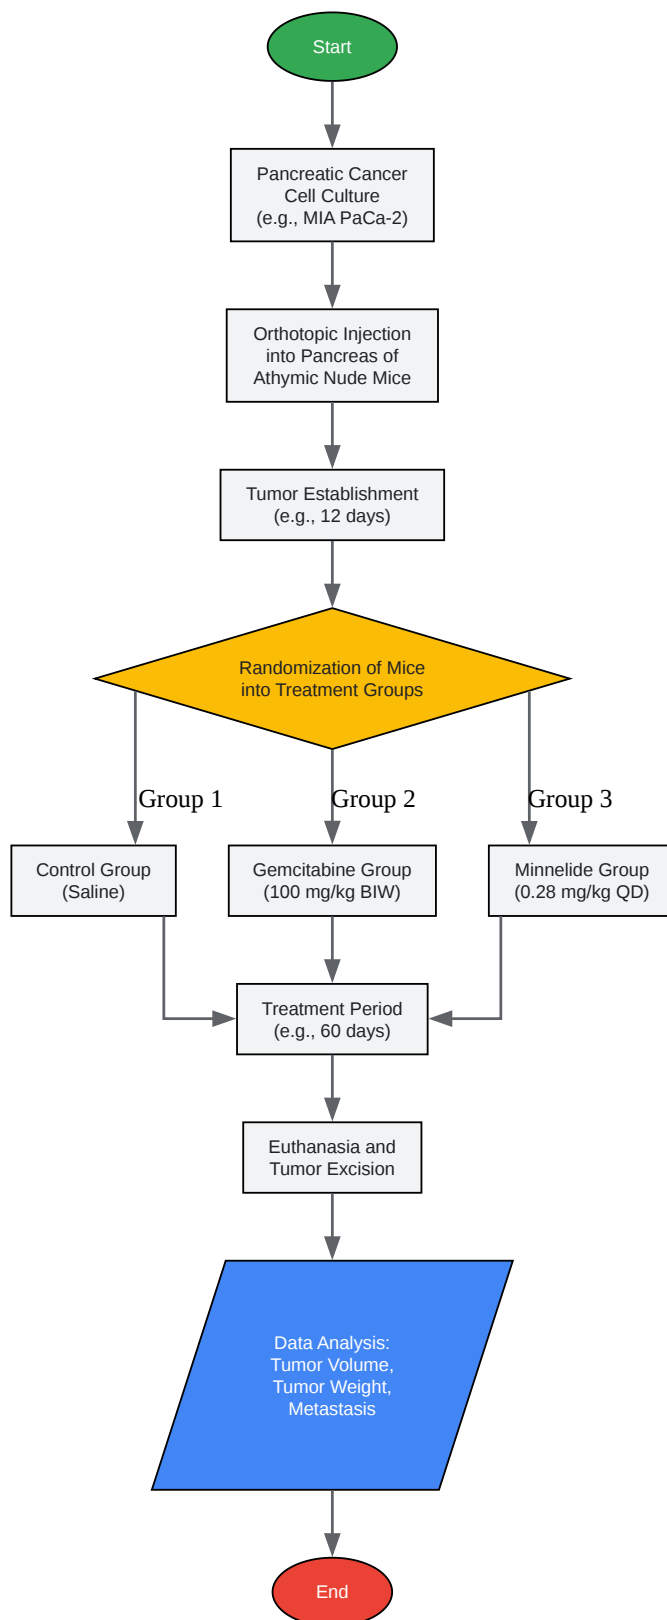 Start
Pancreatic Cancer
Cell Culture
(e.g., MIA PaCa-2)
Orthotopic Injection
into Pancreas of
Athymic Nude Mice
Tumor Establishment
(e.g., 12 days)
Randomization of Mice
into Treatment Groups
Group 1
Group 2
Group 3
Control Group
(Saline)
Gemcitabine Group
(100 mg/kg BIW)
Minnelide Group
(0.28 mg/kg QD)
Treatment Period
(e.g., 60 days)
Euthanasia and
Tumor Excision
Data Analysis:
Tumor Volume,
Tumor Weight,
Metastasis
End